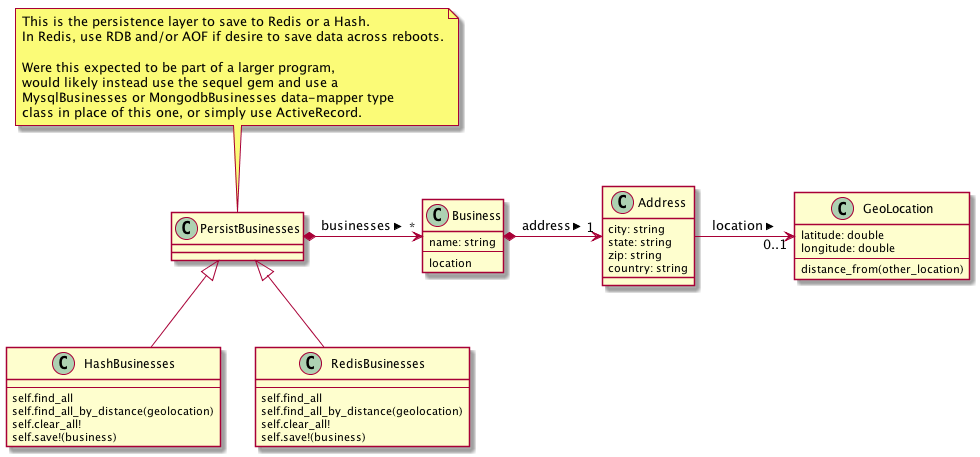 This is the persistence layer to save to Redis or a Hash.
In Redis, use RDB and/or AOF if desire to save data across reboots.
Were this expected to be part of a larger program,
would likely instead use the sequel gem and use a
MysqlBusinesses or MongodbBusinesses data-mapper type
class in place of this one, or simply use ActiveRecord.
C PersistBusinesses
businesses ▶ *
C Business
name: string
location
address ▶ 1
C Address
city: string
state: string
zip: string
country: string
location ▶
0..1
C GeoLocation
latitude: double
longitude: double
distance_from(other_location)
C HashBusinesses
self.find_all
self.find_all_by_distance(geolocation)
self.clear_all!
self.save!(business)
C RedisBusinesses
self.find_all
self.find_all_by_distance(geolocation)
self.clear_all!
self.save!(business)